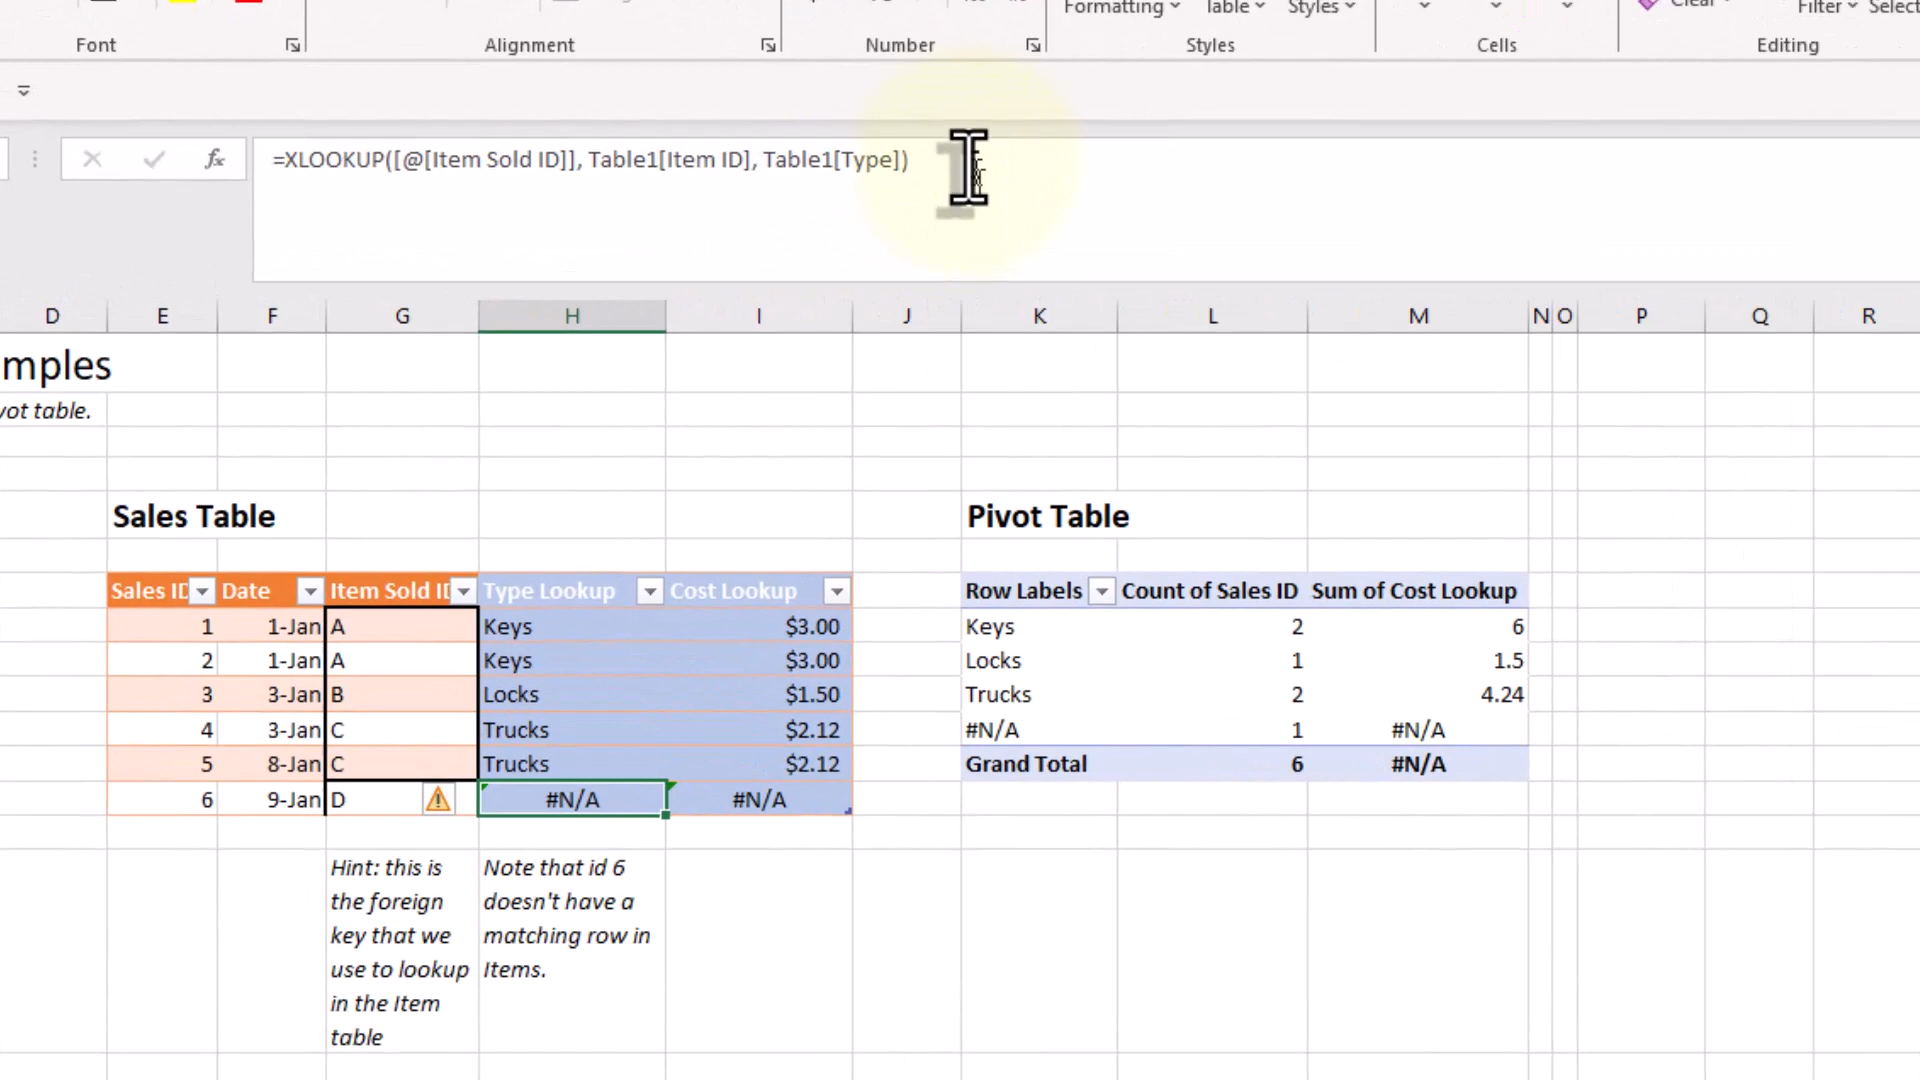 Formatting Table Styles Clear Filter Select
Font Alignment Number Styles Cells Editing
fx =XLOOKUP([@[Item Sold ID]], Table1[Item ID], Table1[Type])
D E F G H I J K L M N O P Q R
mples
vot table.
Sales Table Pivot Table
Sales ID Date Item Sold ID Type Lookup Cost Lookup Row Labels Count of Sales ID Sum of Cost Lookup
1 1-Jan A Keys $3.00 Keys 2 6
2 1-Jan A Keys $3.00 Locks 1 1.5
3 3-Jan B Locks $1.50 Trucks 2 4.24
4 3-Jan C Trucks $2.12 #N/A 1 #N/A
5 8-Jan C Trucks $2.12 Grand Total 6 #N/A
6 9-Jan D #N/A #N/A
Hint: this is
the foreign
key that we
use to lookup
in the Item
table
Note that id 6
doesn't have a
matching row in
Items.